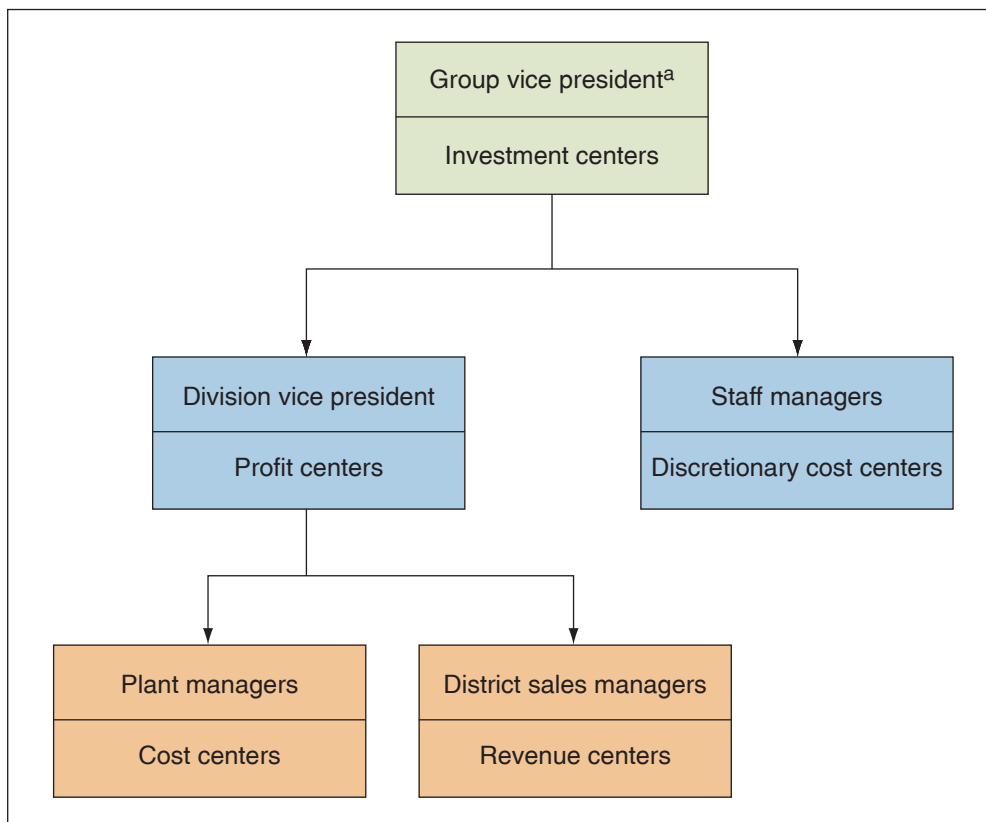 Group vice presidentᵃ
Investment centers
Division vice president
Profit centers
Staff managers
Discretionary cost centers
Plant managers
Cost centers
District sales managers
Revenue centers